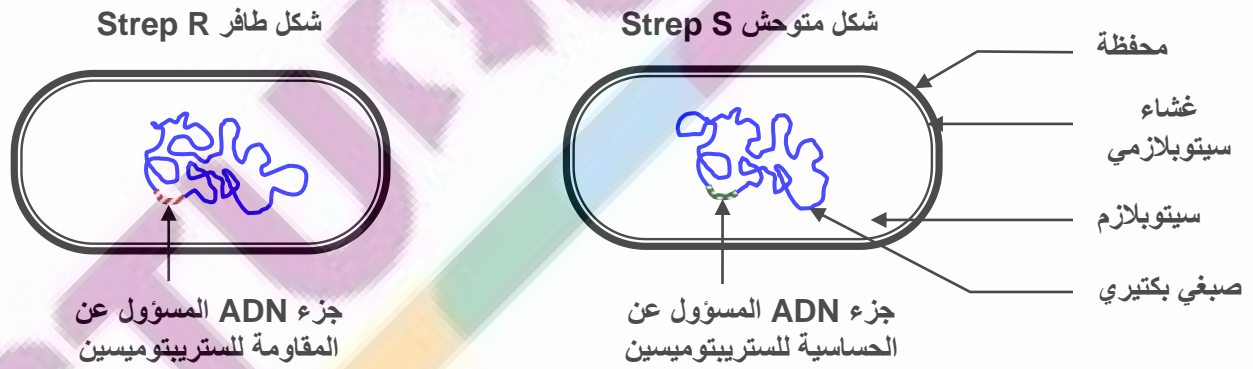 شكل متوحش Strep S
شكل طافر Strep R
محفظة
غشاء
سيتوبلازمي
سيتوبلازم
صبغي بكتيري
جزء ADN المسؤول عن
الحساسية للستريبتوميسين
جزء ADN المسؤول عن
المقاومة للستريبتوميسين